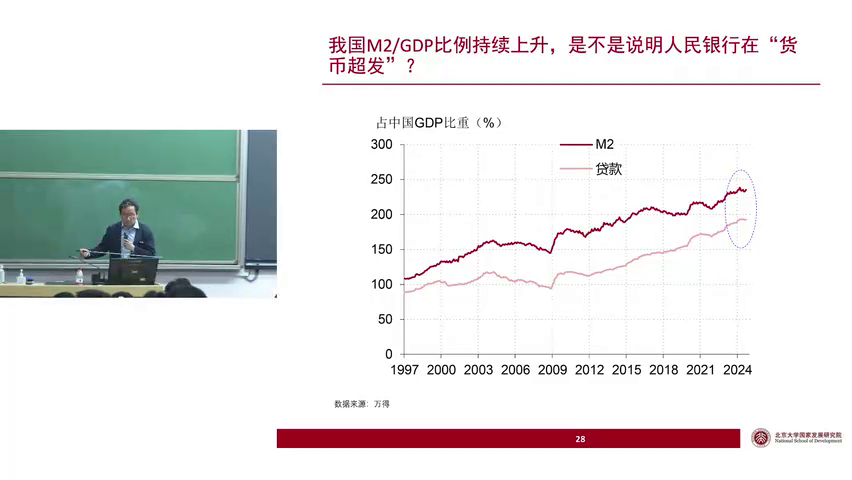 我国M2/GDP比例持续上升，是不是说明人民银行在“货
币超发”？
占中国GDP比重（%）
M2
贷款
300
250
200
150
100
50
0
1997 2000 2003 2006 2009 2012 2015 2018 2021 2024
数据来源：万得
28
北京大学国家发展研究院
National School of Development